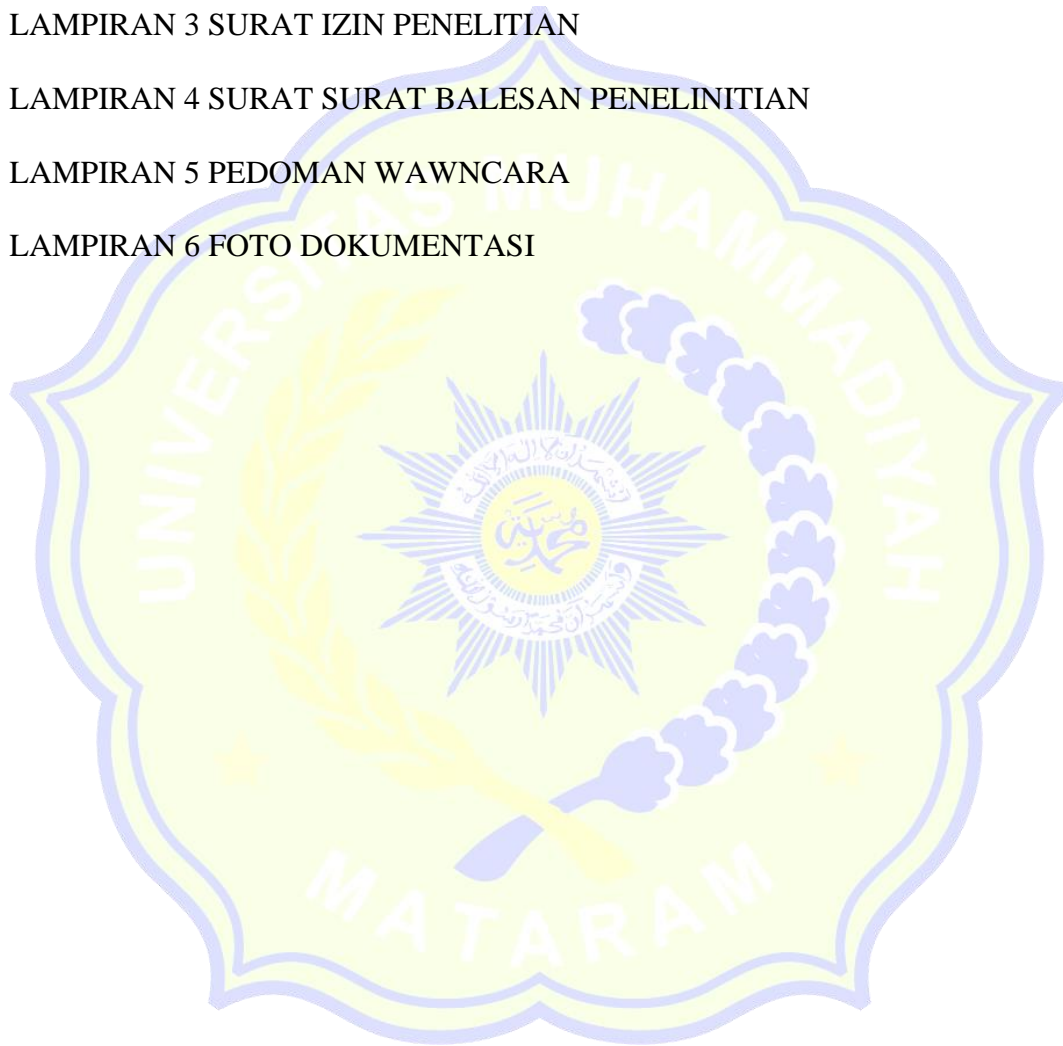 LAMPIRAN 3 SURAT IZIN PENELITIAN
LAMPIRAN 4 SURAT SURAT BALESAN PENELINITIAN
LAMPIRAN 5 PEDOMAN WAWNCARA
LAMPIRAN 6 FOTO DOKUMENTASI
UNIVERSITAS MUHAMMADIYAH
MATARAM